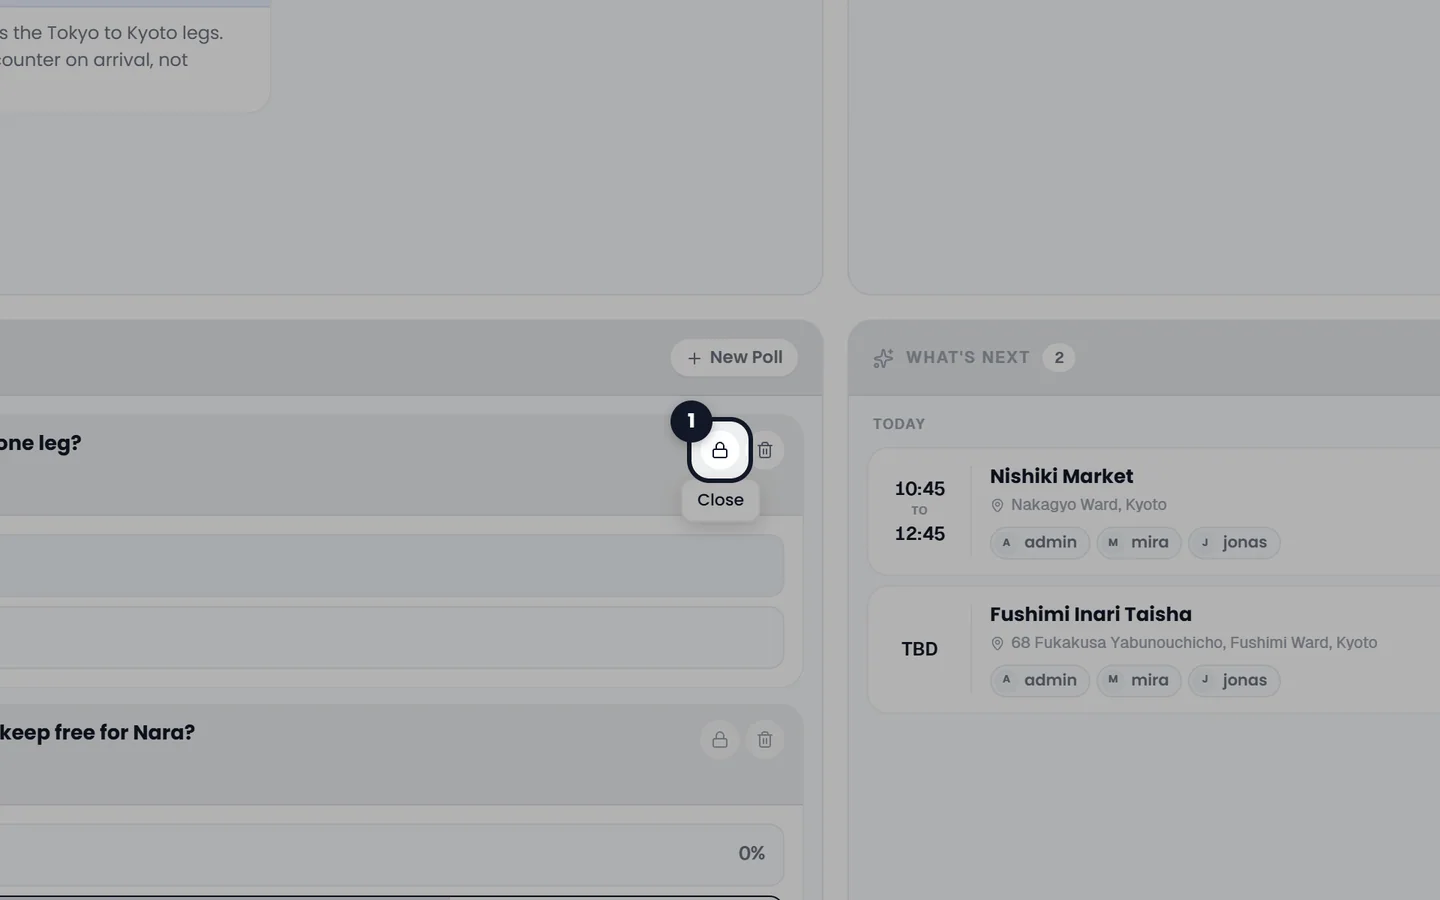 s the Tokyo to Kyoto legs.
counter on arrival, not
New Poll
one leg?
1
Close
keep free for Nara?
0%
WHAT'S NEXT 2
TODAY
10:45
TO
12:45
Nishiki Market
Nakagyo Ward, Kyoto
A admin M mira J jonas
TBD
Fushimi Inari Taisha
68 Fukakusa Yabunouchicho, Fushimi Ward, Kyoto
A admin M mira J jonas